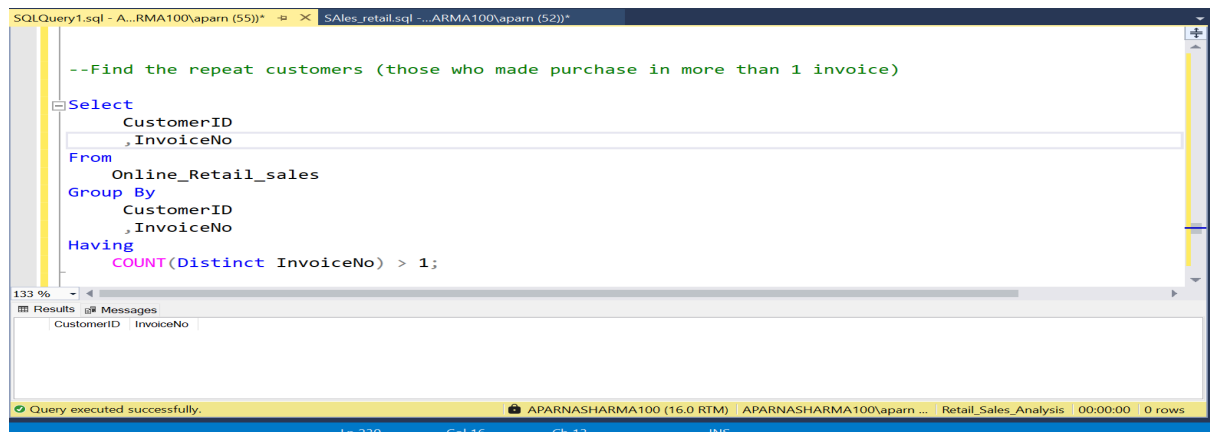 SQLQuery1.sql - A...RMA100\aparn (55))* SAles_retail.sql -...ARMA100\aparn (52))*
--Find the repeat customers (those who made purchase in more than 1 invoice)
Select
CustomerID
,InvoiceNo
From
Online_Retail_sales
Group By
CustomerID
,InvoiceNo
Having
COUNT(Distinct InvoiceNo) > 1;
133 %
Results Messages
CustomerID InvoiceNo
Query executed successfully. APARNASHARMA100 (16.0 RTM) APARNASHARMA100\aparn ... Retail_Sales_Analysis 00:00:00 0 rows